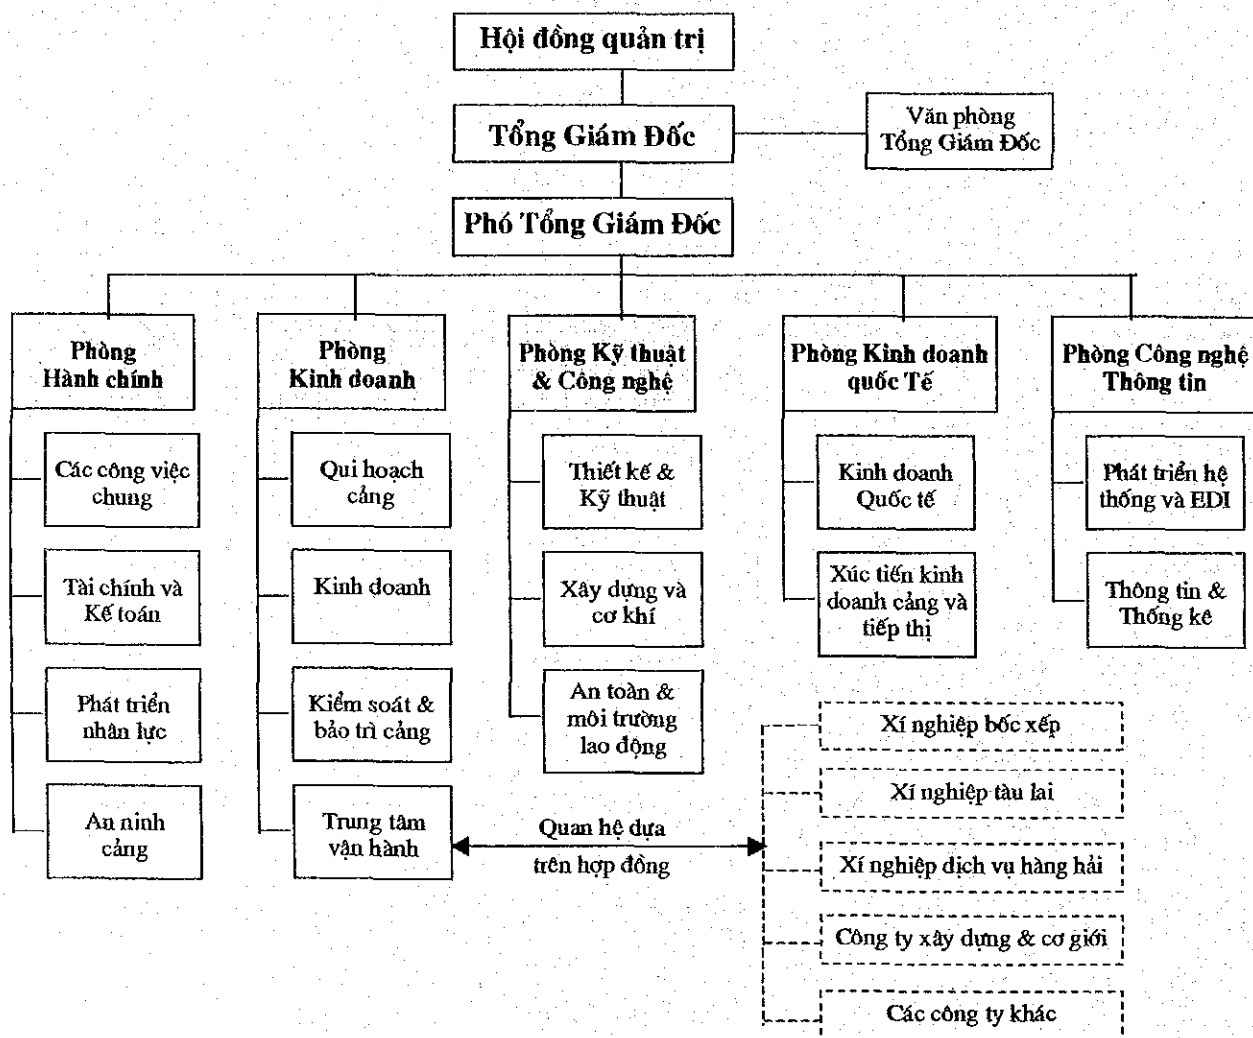 Hội đồng quản trị
Tổng Giám Đốc
Văn phòng
Tổng Giám Đốc
Phó Tổng Giám Đốc
Phòng
Hành chính
Phòng
Kinh doanh
Phòng Kỹ thuật
& Công nghệ
Phòng Kinh doanh
quốc Tế
Phòng Công nghệ
Thông tin
Các công việc
chung
Tài chính và
Kế toán
Phát triển
nhân lực
An ninh
cảng
Qui hoạch
cảng
Kinh doanh
Kiểm soát &
bảo trì cảng
Trung tâm
vận hành
Thiết kế &
Kỹ thuật
Xây dựng và
cơ khí
An toàn &
môi trường
lao động
Kinh doanh
Quốc tế
Xúc tiến kinh
doanh cảng và
tiếp thị
Phát triển hệ
thống và EDI
Thông tin &
Thống kê
Quan hệ dựa
trên hợp đồng
Xí nghiệp bốc xếp
Xí nghiệp tàu lai
Xí nghiệp dịch vụ hàng hải
Công ty xây dựng & cơ giới
Các công ty khác